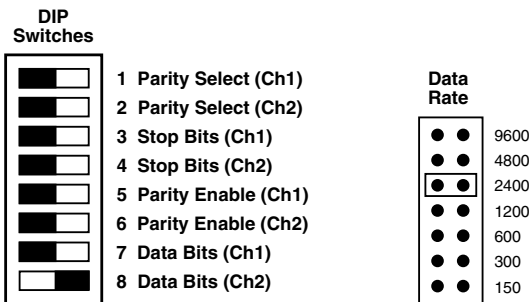 DIP
Switches
1 Parity Select (Ch1)
2 Parity Select (Ch2)
3 Stop Bits (Ch1)
4 Stop Bits (Ch2)
5 Parity Enable (Ch1)
6 Parity Enable (Ch2)
7 Data Bits (Ch1)
8 Data Bits (Ch2)
Data
Rate
9600
4800
2400
1200
600
300
150